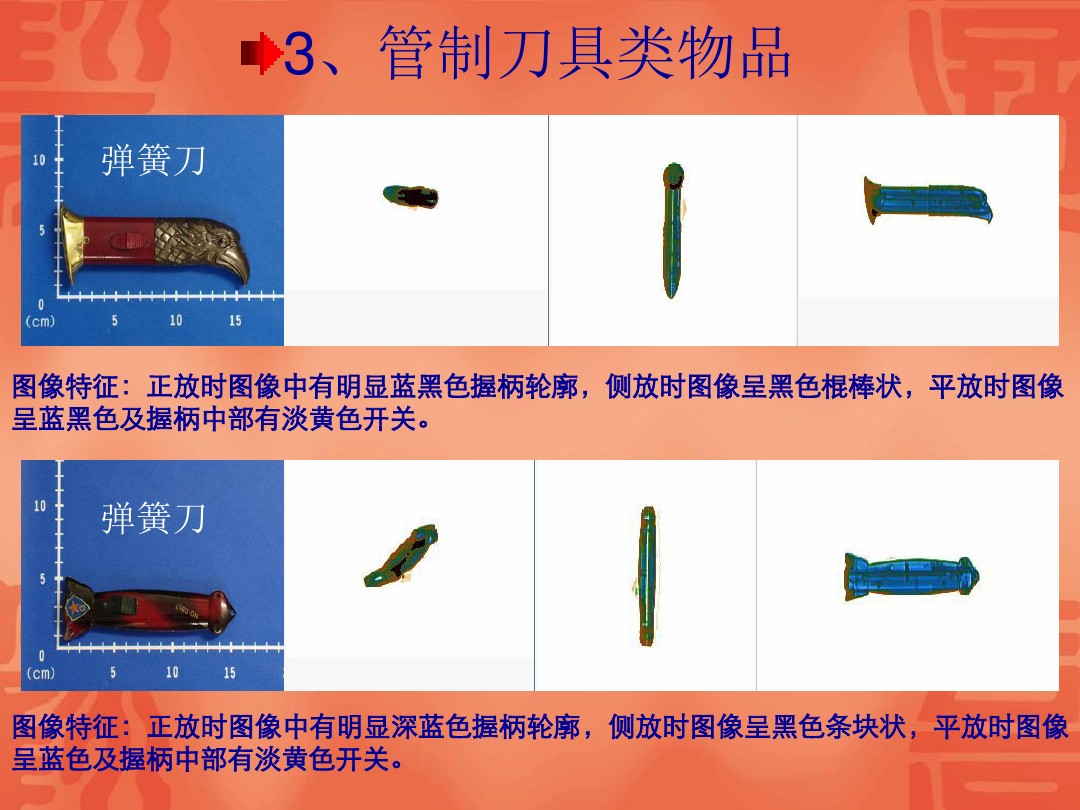 3、管制刀具类物品
弹簧刀
10
5
0
(cm)
5 10 15
图像特征：正放时图像中有明显蓝黑色握柄轮廓，侧放时图像呈黑色棍棒状，平放时图像
呈蓝黑色及握柄中部有淡黄色开关。
弹簧刀
10
5
NO.0967
0
(cm)
5 10 15
图像特征：正放时图像中有明显深蓝色握柄轮廓，侧放时图像呈黑色条块状，平放时图像
呈蓝色及握柄中部有淡黄色开关。